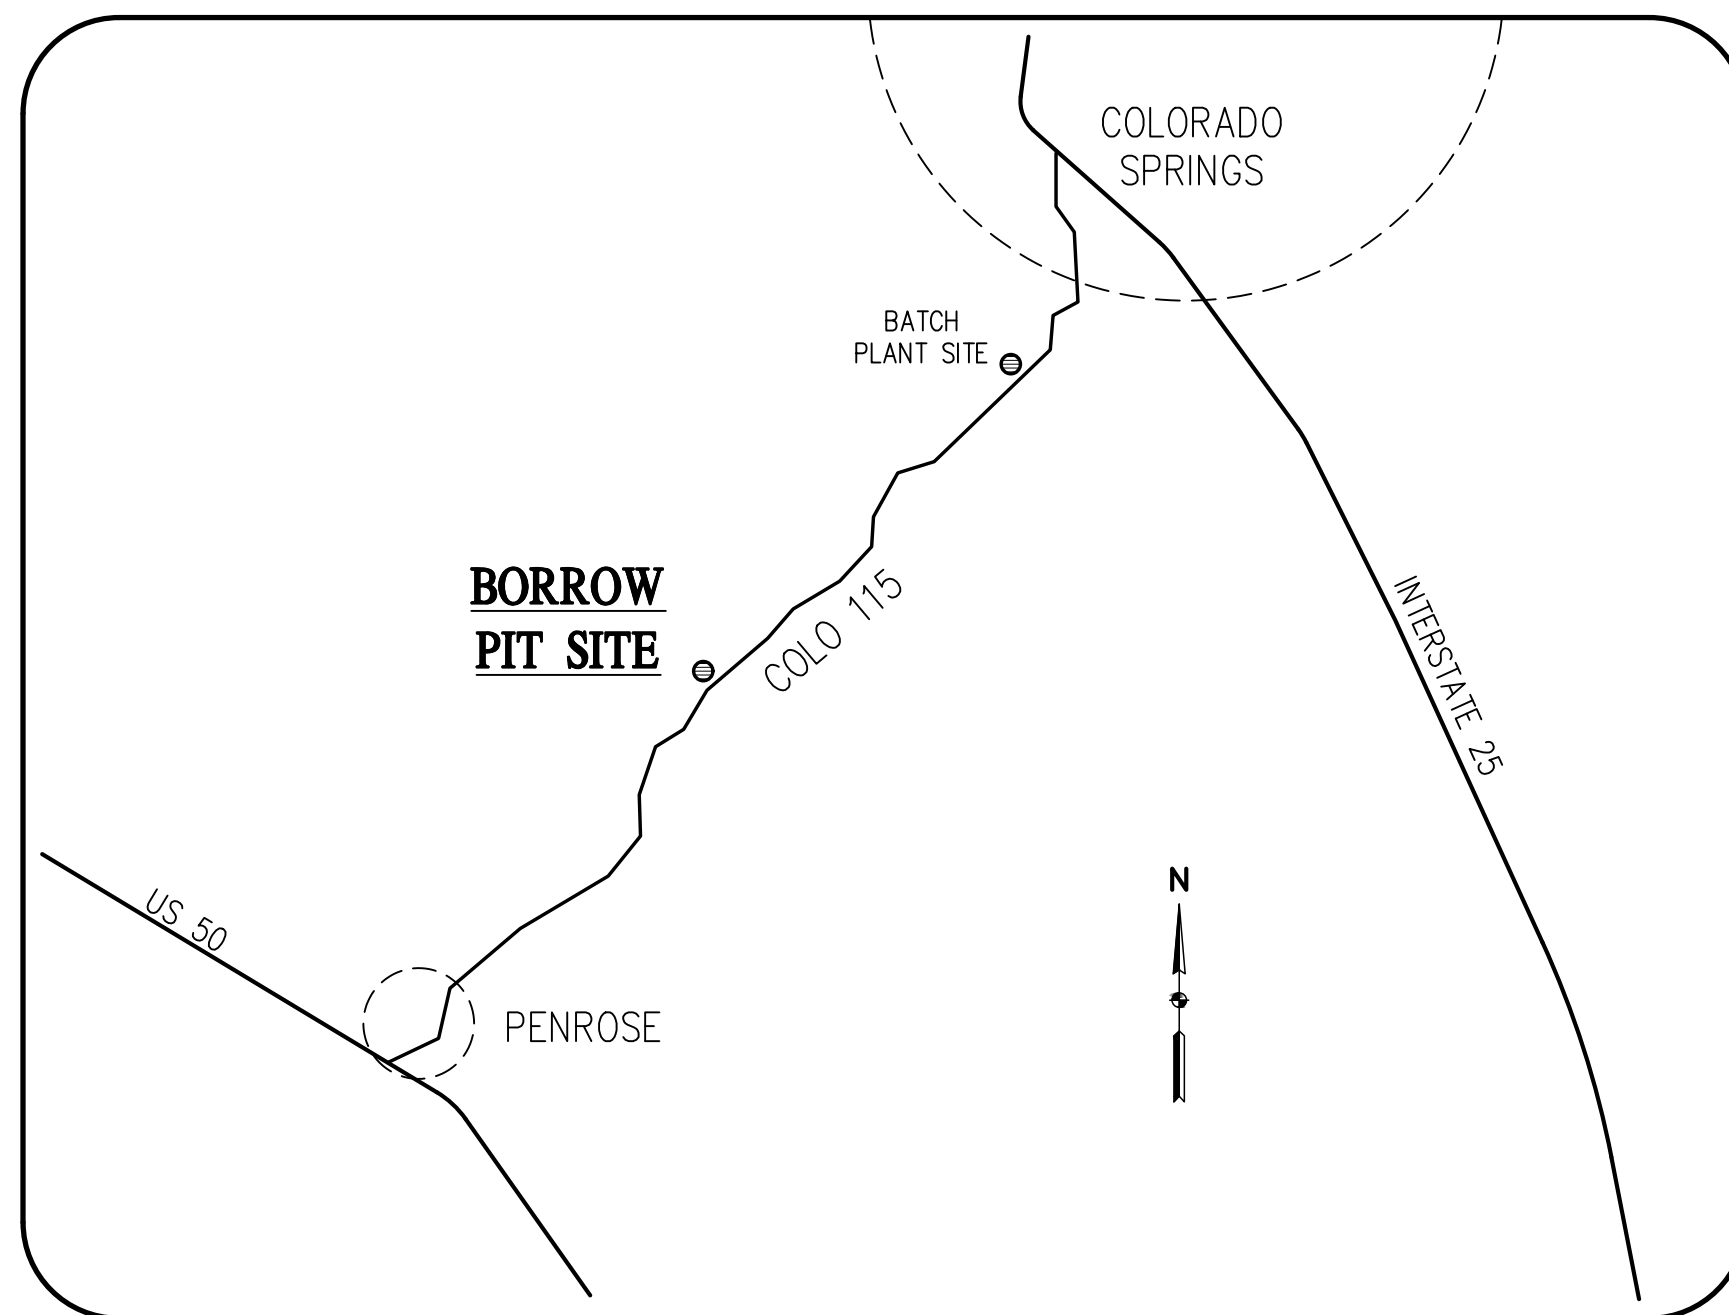 COLORADO
SPRINGS
BATCH
PLANT SITE
BORROW
PIT SITE
COLO 115
INTERSTATE 25
US 50
N
PENROSE